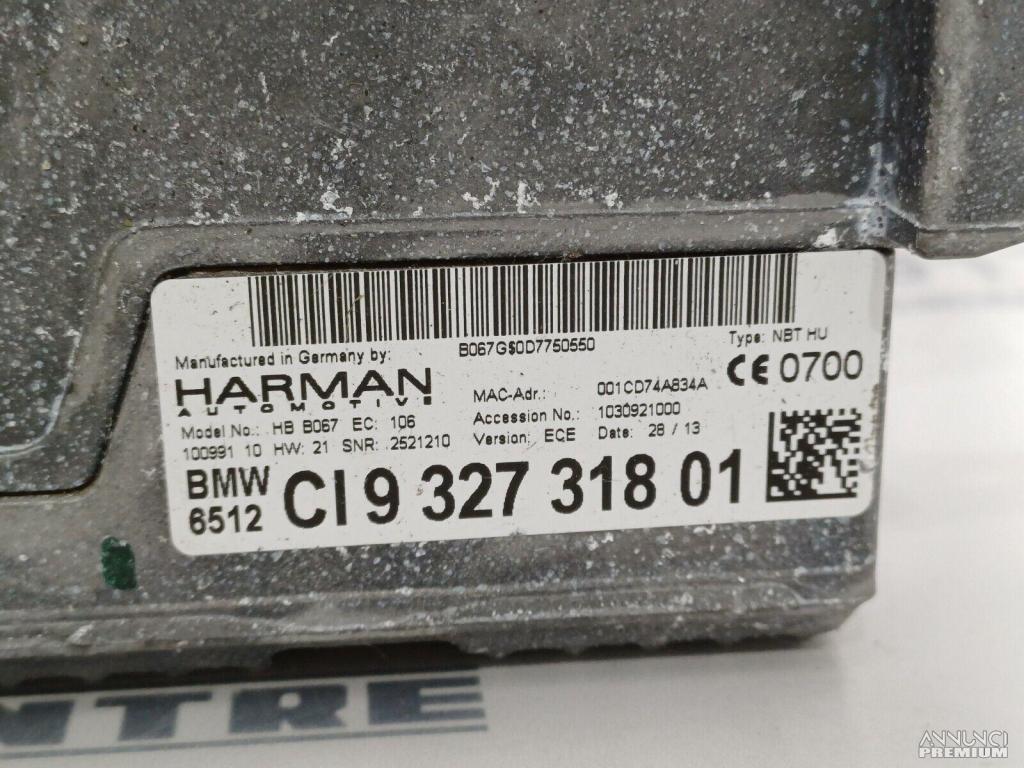 B067G$0D7750550
Type: NBT HU
Manufactured in Germany by:
HARMAN
AUTOMOTIVE
MAC-Adr.: 001CD74A834A
CE 0700
Model No.: HB B067 EC: 106
Accession No.: 1030921000
100991 10 HW: 21 SNR: 2521210
Version: ECE Date: 28 / 13
BMW
6512
CI 9 327 318 01
NTRE
ANNUNCI
PREMIUM